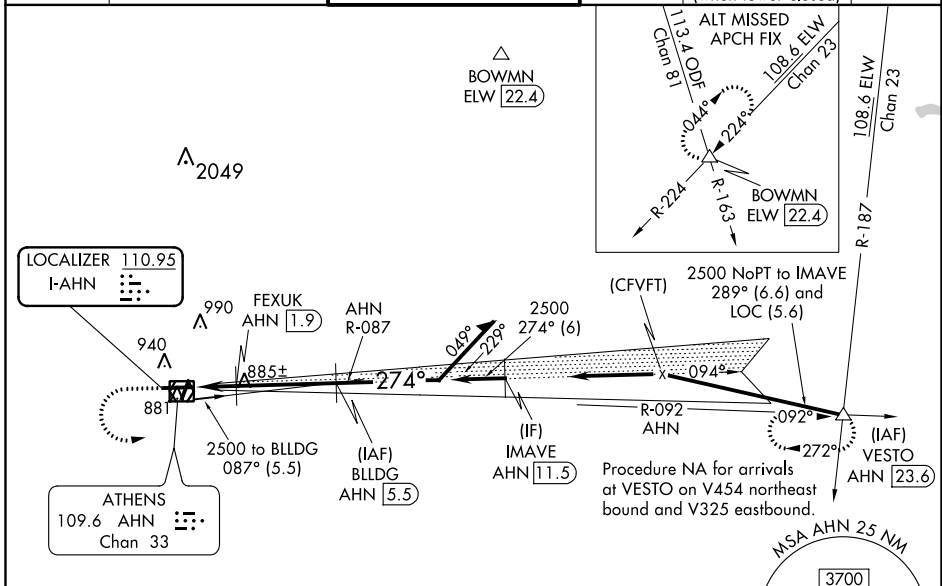 (when tower closed)
ALT MISSED
APCH FIX
113.4 ODF
Chan 81
108.6 ELW
Chan 23
044°
224°
BOWMN
ELW 22.4
R-224
R-163
BOWMN
ELW 22.4
108.6 ELW
Chan 23
R-187
2049
LOCALIZER 110.95
I-AHN
990
940
FEXUK
AHN 1.9
AHN
R-087
2500
274° (6)
(CFVFT)
2500 NoPT to IMAVE
289° (6.6) and
LOC (5.6)
049°
229°
885±
274°
094°
881
R-092
AHN
092°
272°
2500 to BLLDG
087° (5.5)
(IAF)
BLLDG
AHN 5.5
(IF)
IMAVE
AHN 11.5
(IAF)
VESTO
AHN 23.6
Procedure NA for arrivals
at VESTO on V454 northeast
bound and V325 eastbound.
ATHENS
109.6 AHN
Chan 33
MSA AHN 25 NM
3700